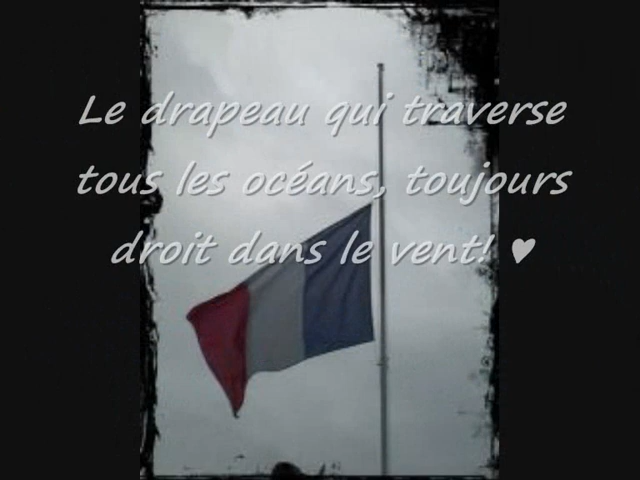 Le drapeau qui traverse
tous les océans, toujours
droit dans le vent! ♥